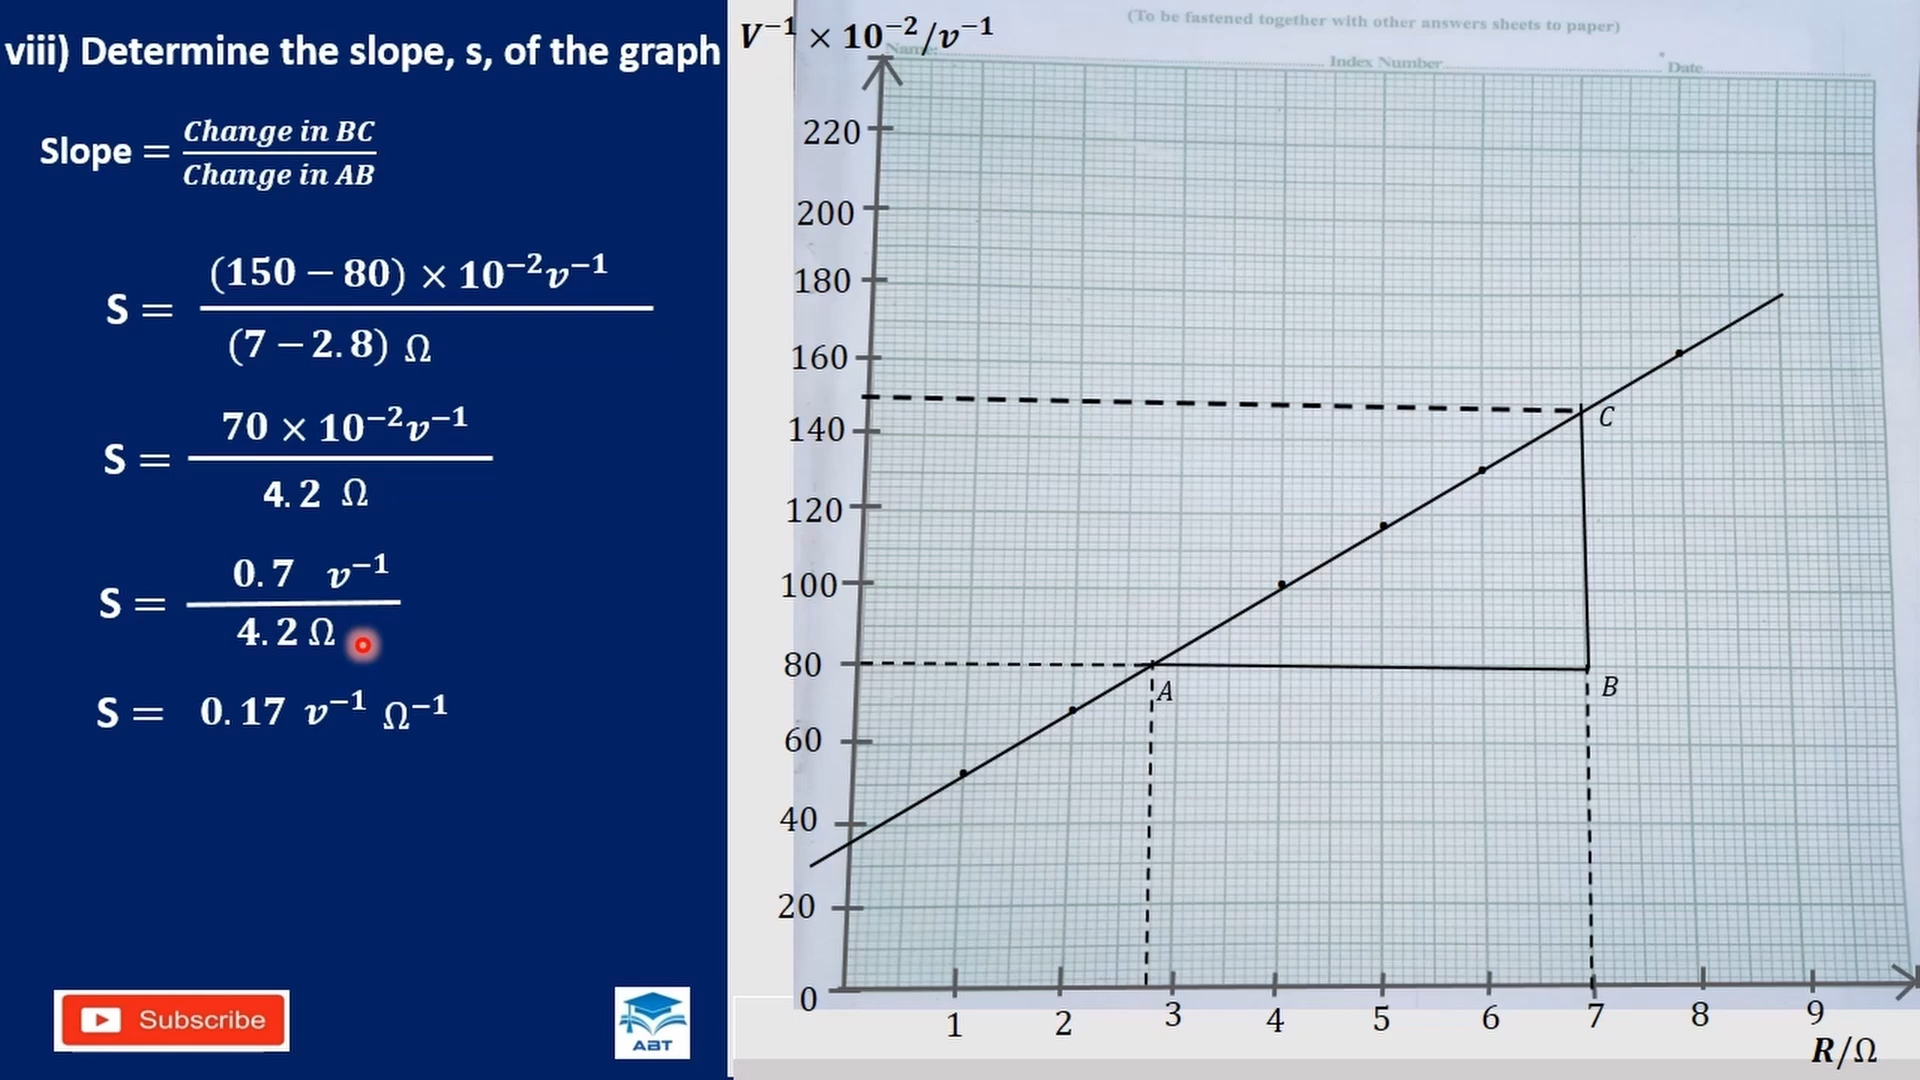 viii) Determine the slope, s, of the graph
Slope = Change in BC / Change in AB
S = (150 − 80) × 10⁻²v⁻¹ / (7 − 2.8) Ω
S = 70 × 10⁻²v⁻¹ / 4.2 Ω
S = 0.7 v⁻¹ / 4.2 Ω
S = 0.17 v⁻¹ Ω⁻¹
Subscribe
ABT
(To be fastened together with other answers sheets to paper)
V⁻¹ × 10⁻²/v⁻¹
Name: Index Number Date
220
200
180
160
140
120
100
80
60
40
20
0
C
A
B
1 2 3 4 5 6 7 8 9
R/Ω